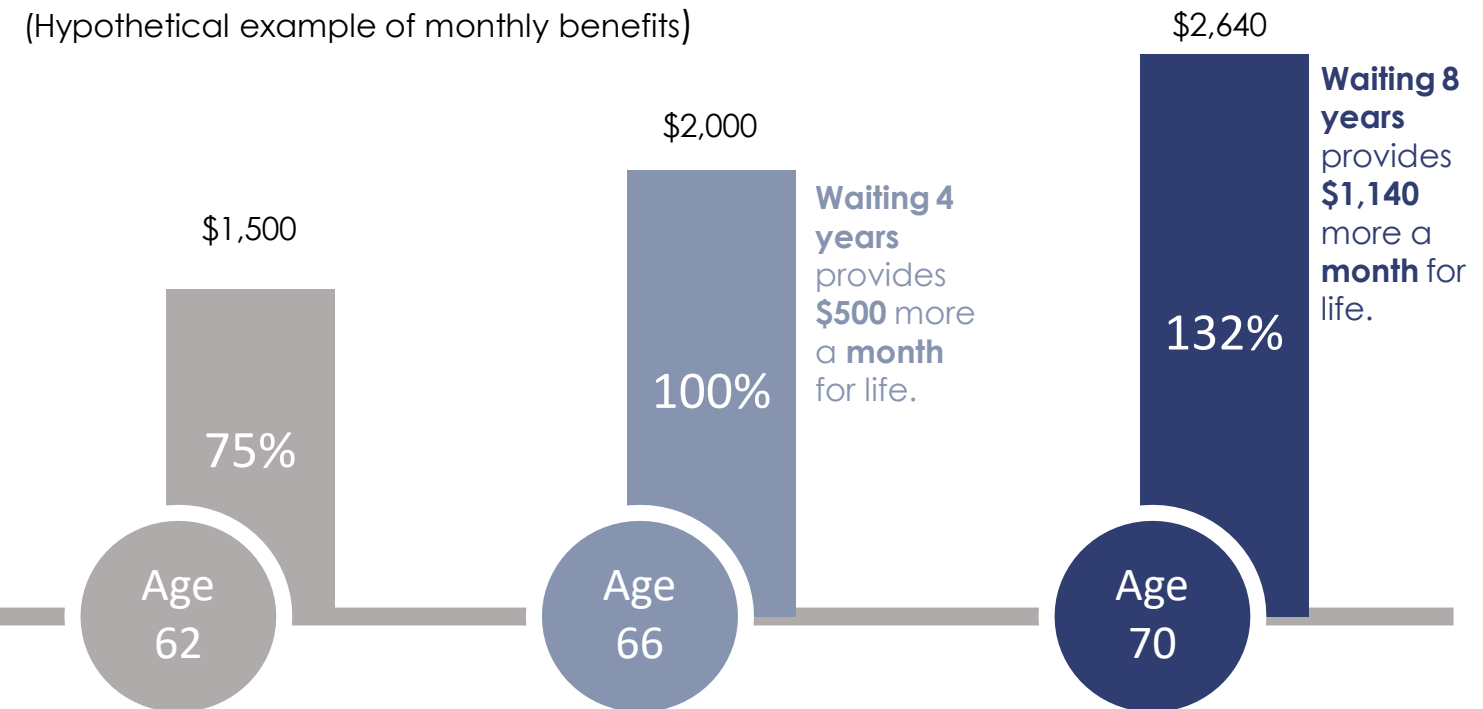 (Hypothetical example of monthly benefits)
$1,500
75%
Age
62
$2,000
100%
Waiting 4
years
provides
$500 more
a month
for life.
Age
66
$2,640
132%
Waiting 8
years
provides
$1,140
more a
month for
life.
Age
70